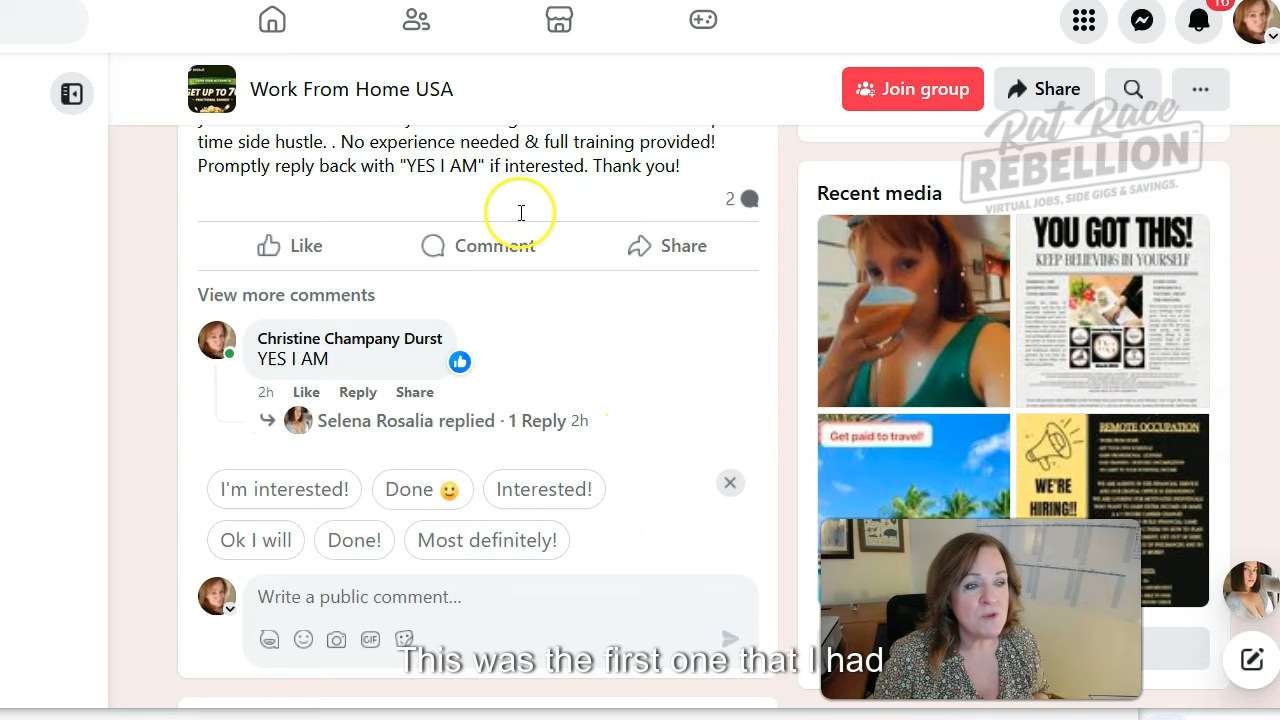 16
Work From Home USA
Join group
Share
time side hustle. . No experience needed & full training provided!
Promptly reply back with "YES I AM" if interested. Thank you!
2
Like
Comment
Share
View more comments
Christine Champany Durst
YES I AM
2h Like Reply Share
Selena Rosalia replied · 1 Reply 2h
I'm interested!
Done
Interested!
Ok I will
Done!
Most definitely!
Write a public comment...
GIF
Rat Race
REBELLION
VIRTUAL JOBS, SIDE GIGS & SAVINGS.
Recent media
YOU GOT THIS!
KEEP BELIEVING IN YOURSELF
Get paid to travel!
REMOTE OCCUPATION
WE'RE
HIRING!!
This was the first one that I had